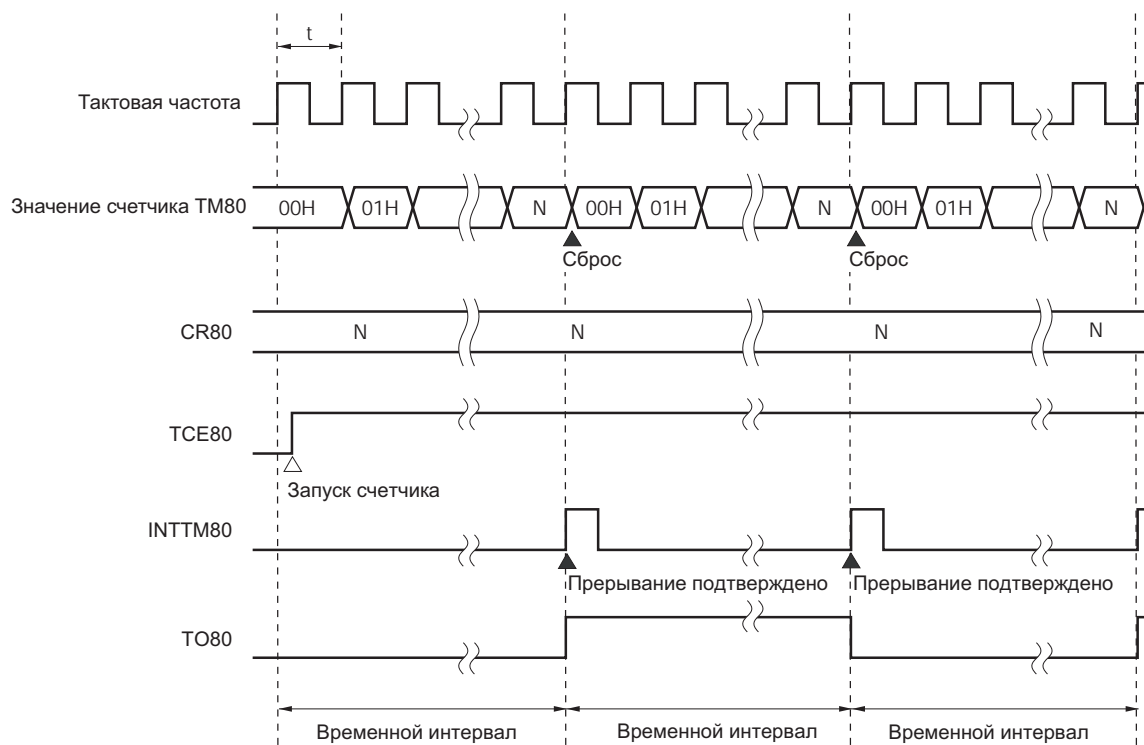 t
Тактовая частота
Значение счетчика TM80 00H 01H N 00H 01H N 00H 01H N
Сброс Сброс
CR80 N N N N
TCE80
Запуск счетчика
INTTM80
Прерывание подтверждено Прерывание подтверждено
TO80
Временной интервал Временной интервал Временной интервал